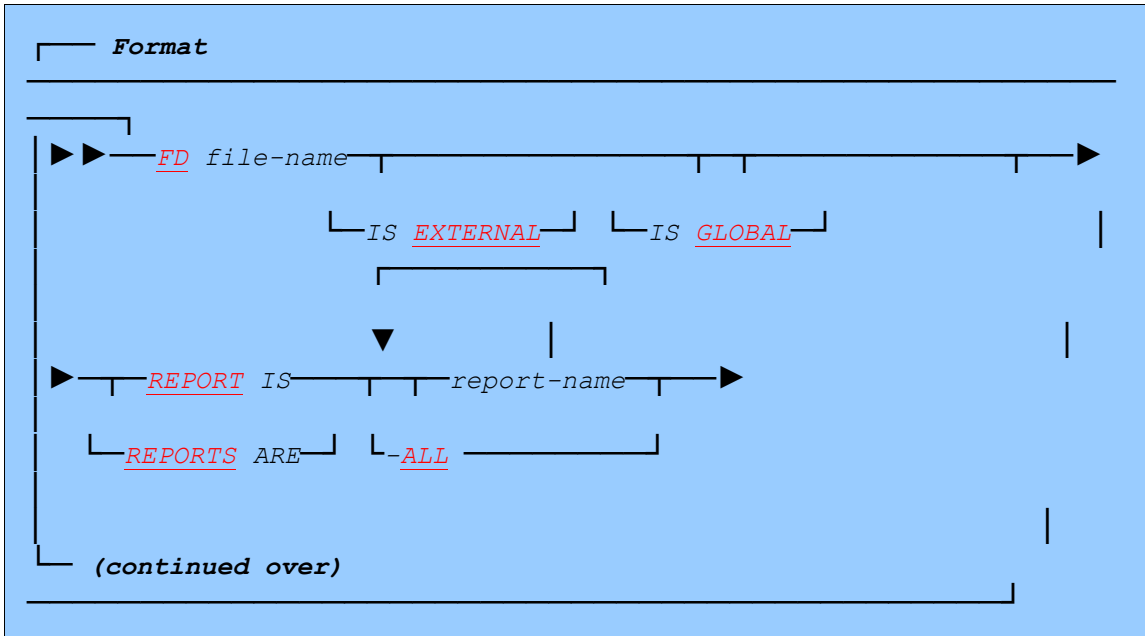 Format
FD file-name
IS EXTERNAL IS GLOBAL
REPORT IS report-name
REPORTS ARE -ALL
(continued over)